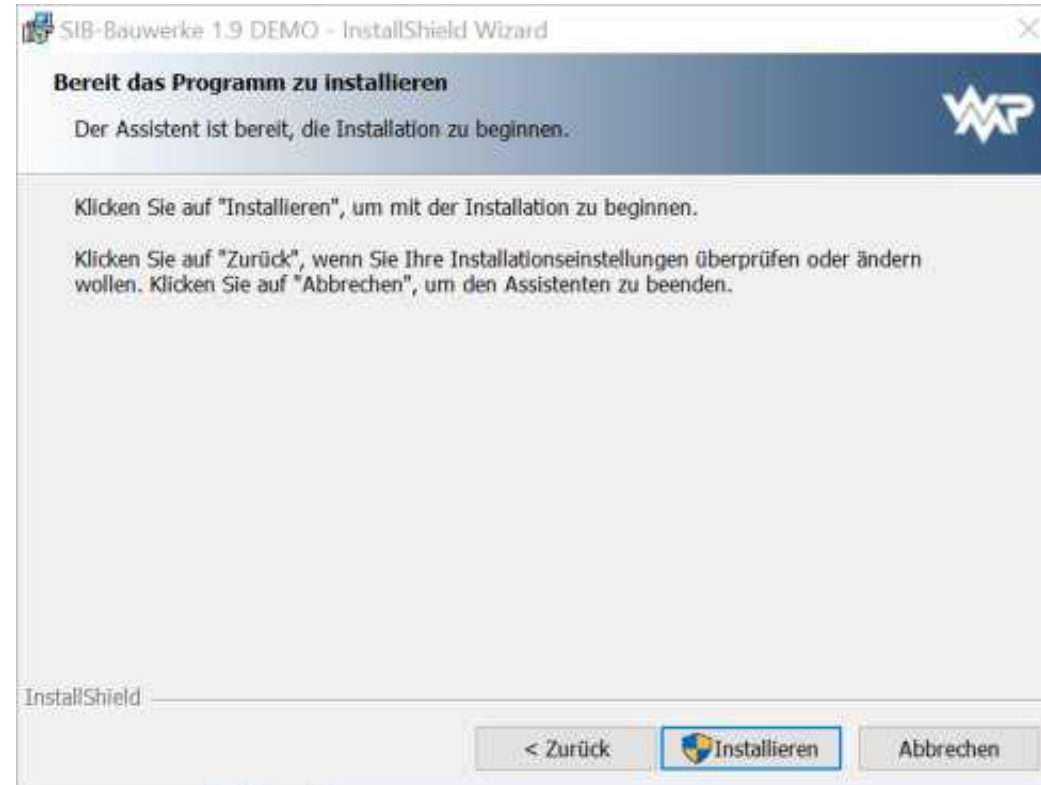 SIB-Bauwerke 1.9 DEMO - InstallShield Wizard
Bereit das Programm zu installieren
Der Assistent ist bereit, die Installation zu beginnen.
WP
Klicken Sie auf "Installieren", um mit der Installation zu beginnen.
Klicken Sie auf "Zurück", wenn Sie Ihre Installationseinstellungen überprüfen oder ändern
wollen. Klicken Sie auf "Abbrechen", um den Assistenten zu beenden.
InstallShield
< Zurück
Installieren
Abbrechen